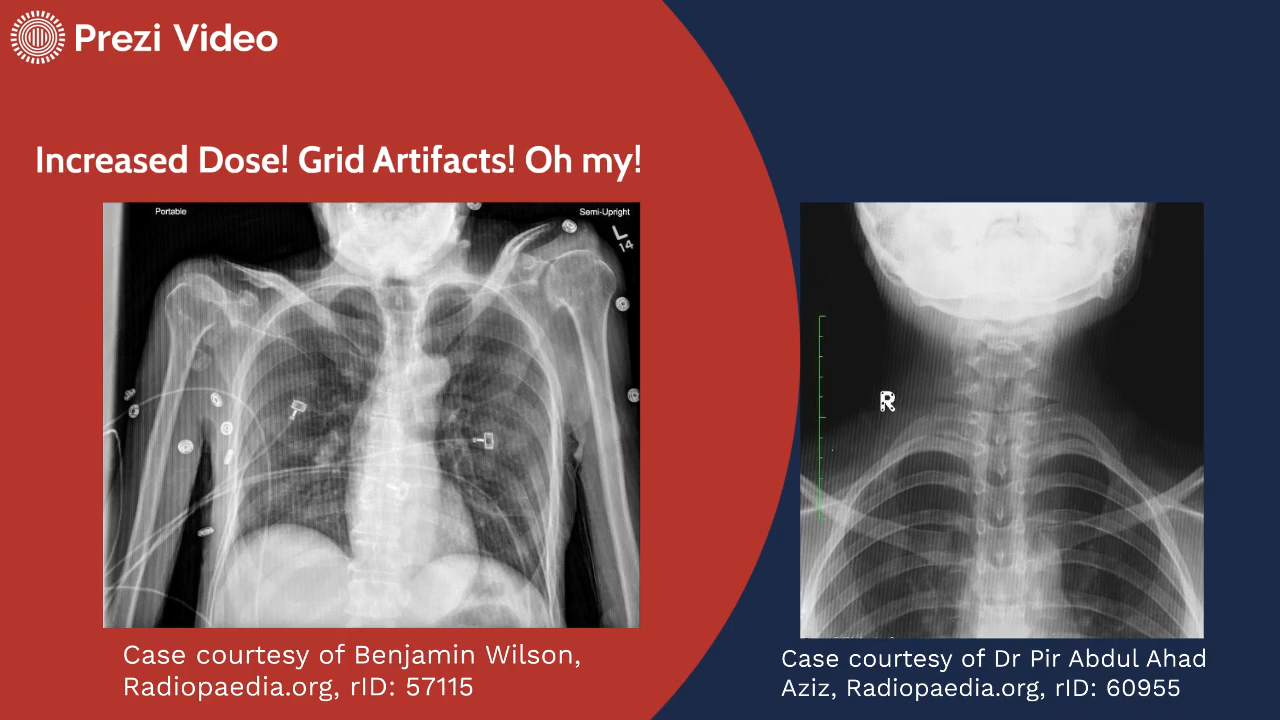 Prezi Video
Increased Dose! Grid Artifacts! Oh my!
Portable
Semi-Upright
L
14
R
Case courtesy of Benjamin Wilson,
Radiopaedia.org, rID: 57115
Case courtesy of Dr Pir Abdul Ahad
Aziz, Radiopaedia.org, rID: 60955